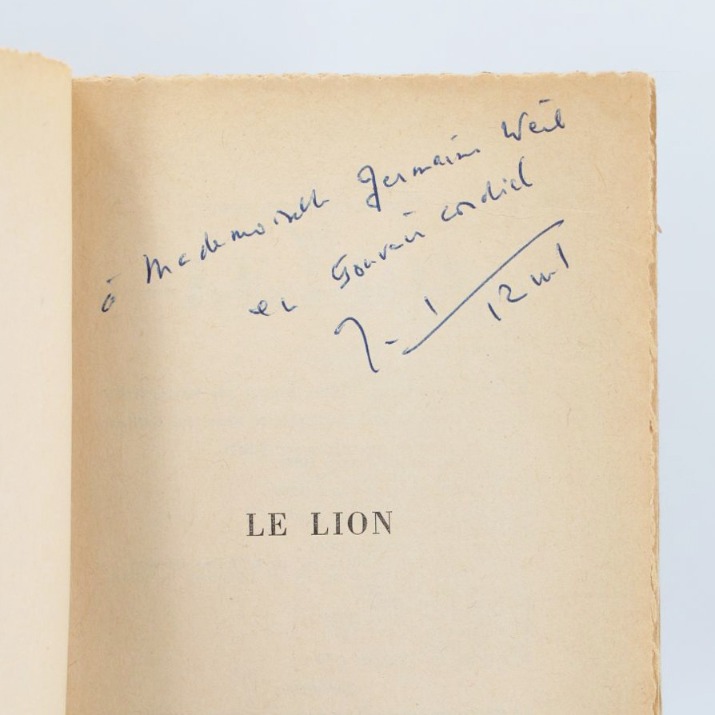 à Mademoiselle Germaine Weil
en souvenir cordial
LE LION